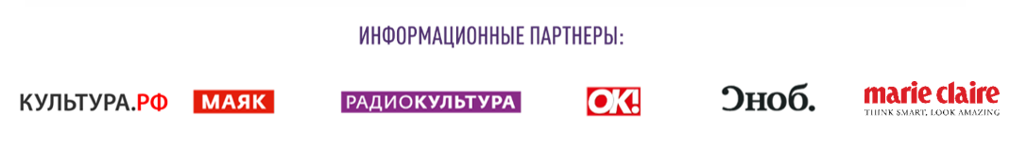 ИНФОРМАЦИОННЫЕ ПАРТНЕРЫ:
КУЛЬТУРА.РФ
МАЯК
РАДИОКУЛЬТУРА
OK!
Сноб.
marie claire
THINK SMART, LOOK AMAZING